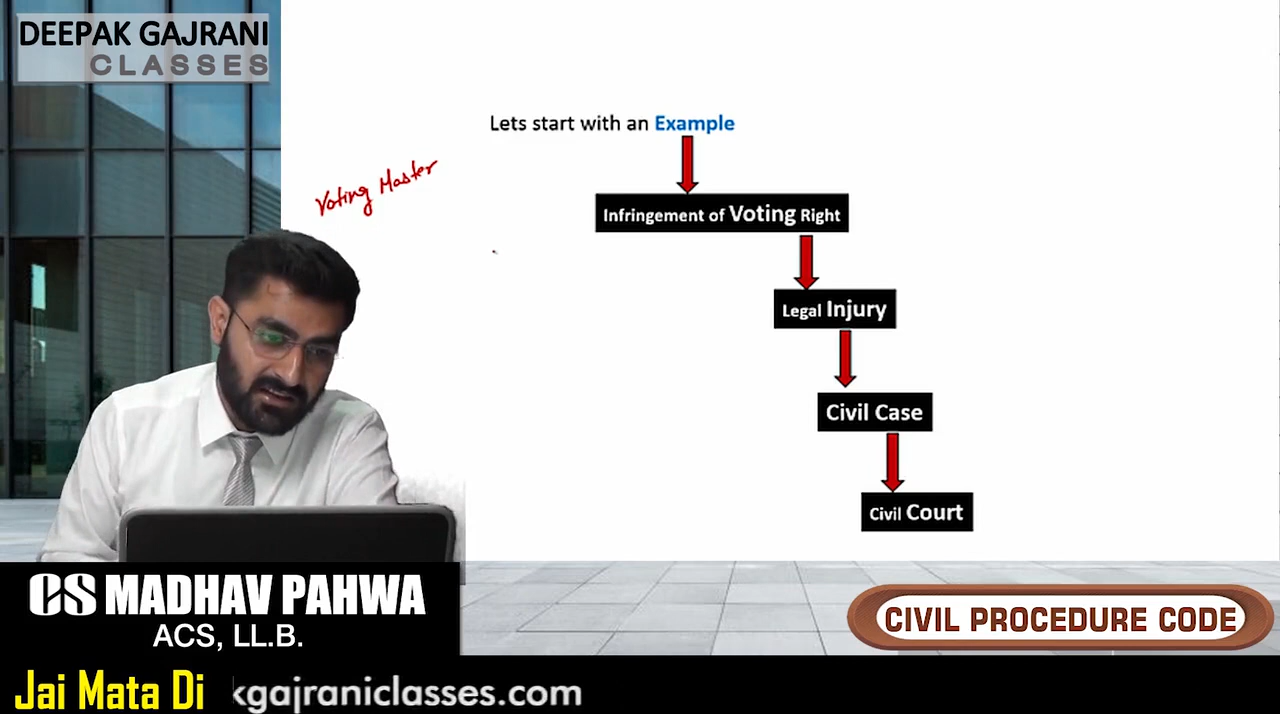 DEEPAK GAJRANI
CLASSES
Lets start with an Example
Voting Master
Infringement of Voting Right
Legal Injury
Civil Case
Civil Court
CS MADHAV PAHWA
ACS, LL.B.
CIVIL PROCEDURE CODE
Jai Mata Di kgajraniclasses.com